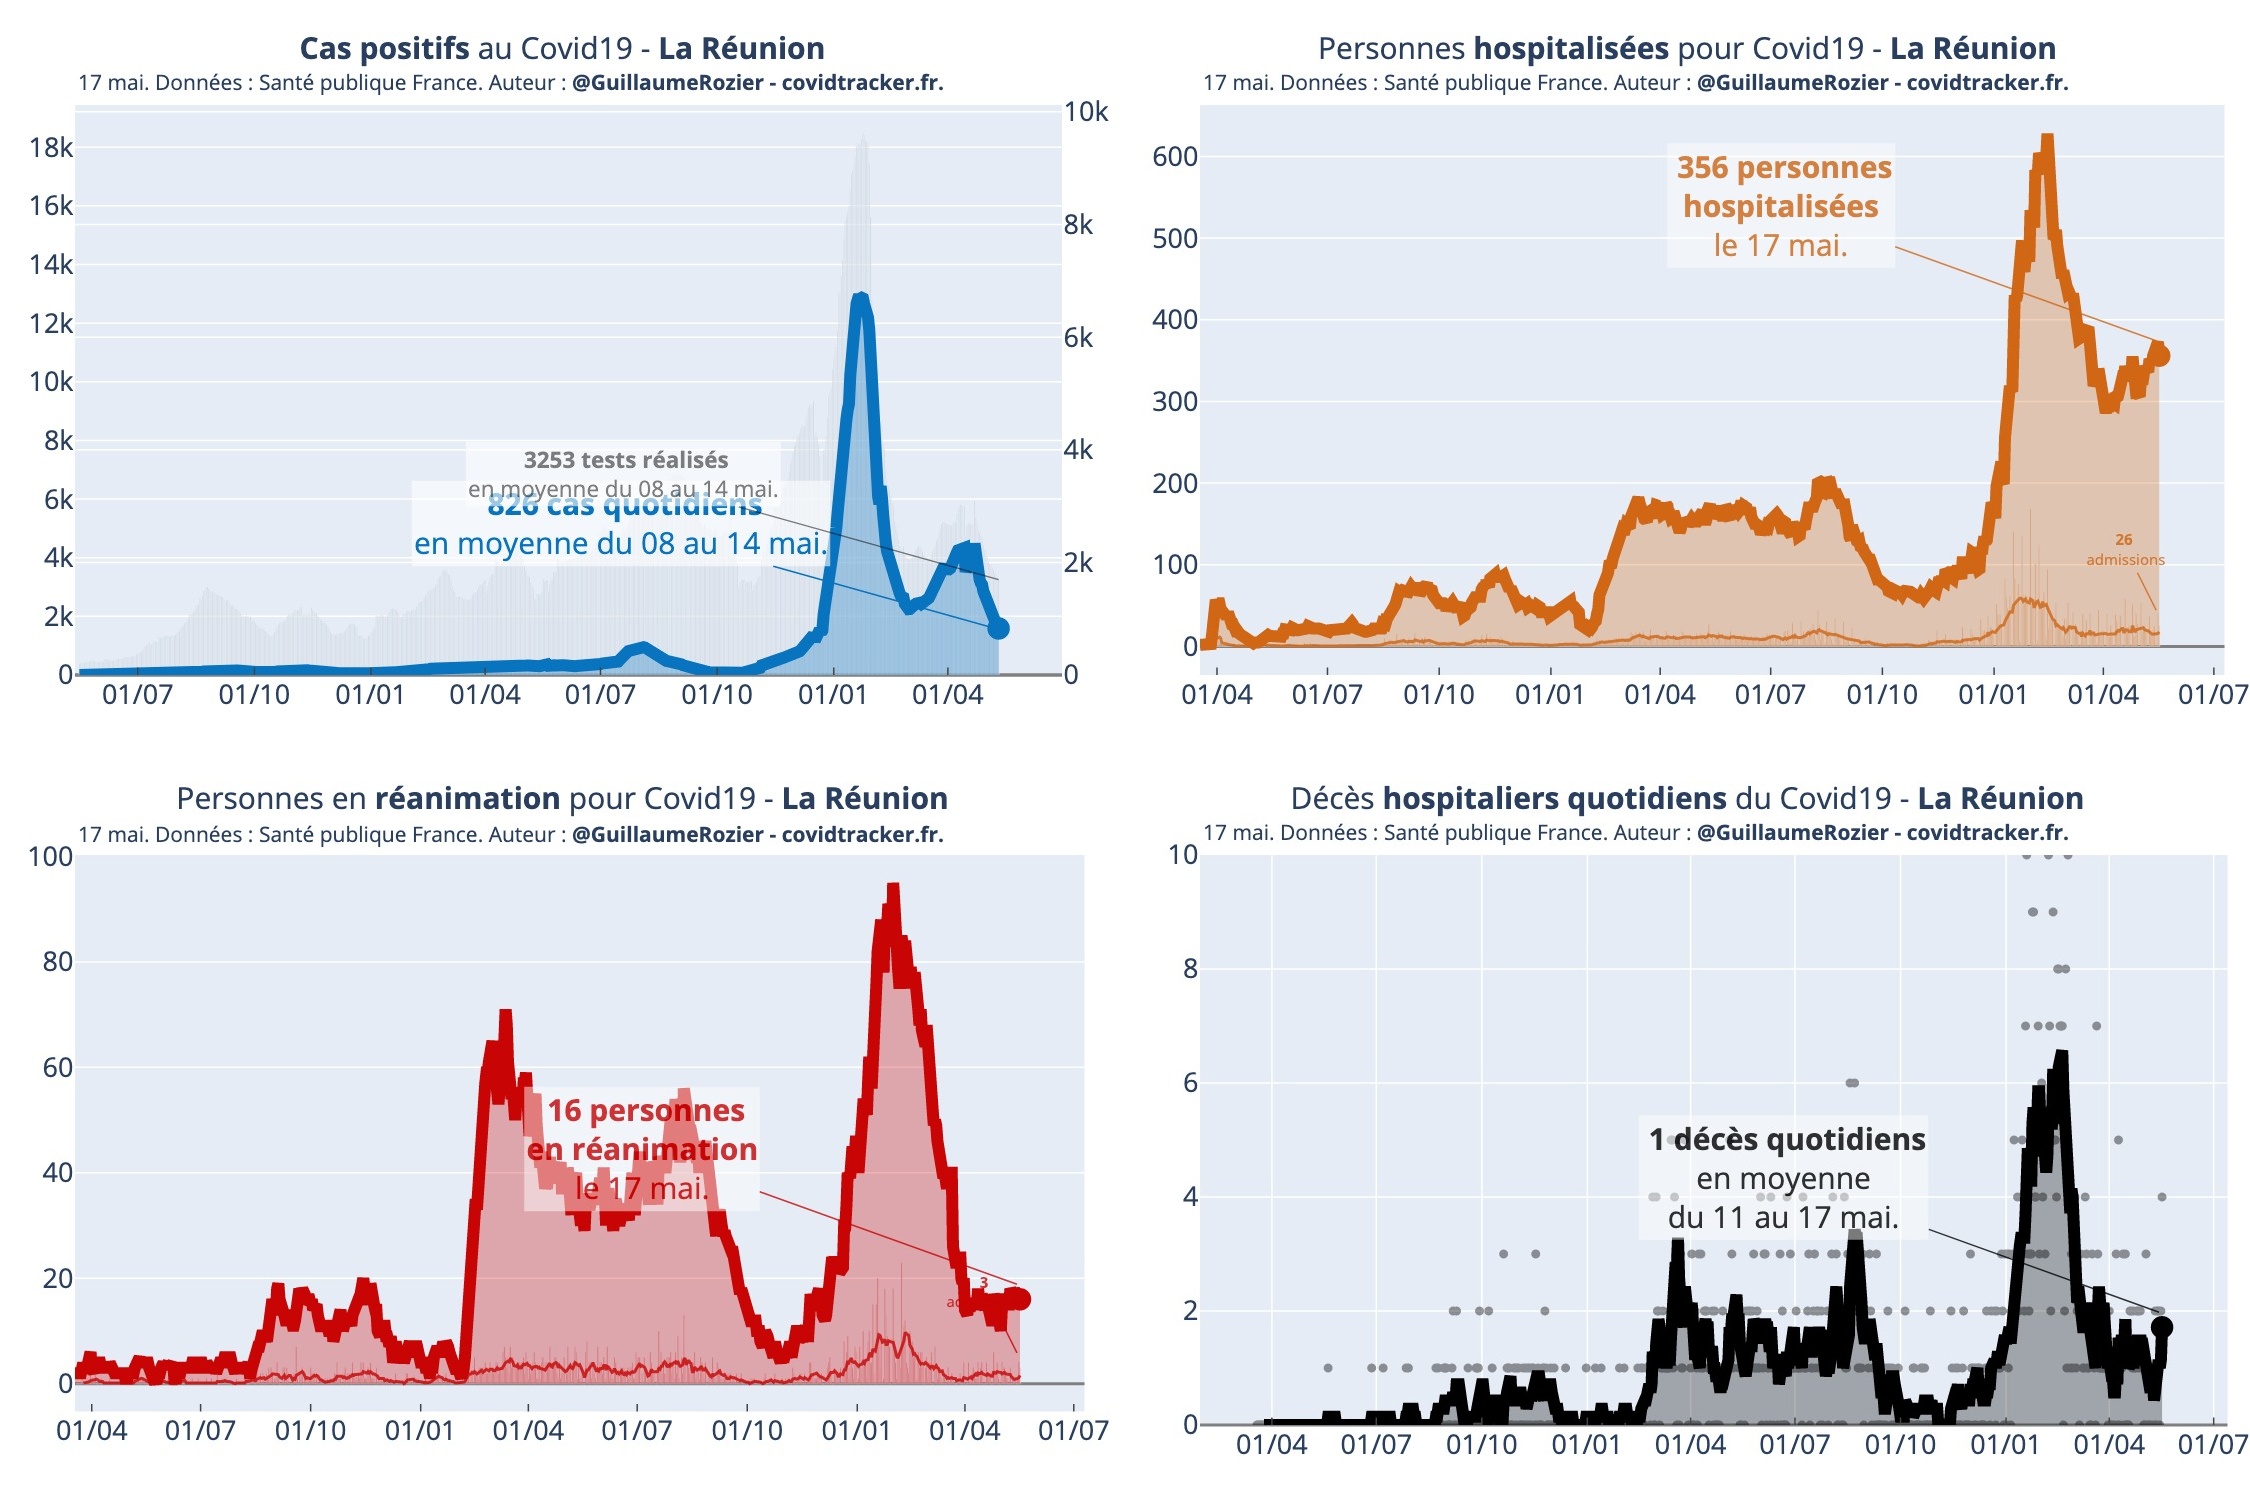 Cas positifs au Covid19 - La Réunion
17 mai. Données : Santé publique France. Auteur : @GuillaumeRozier - covidtracker.fr.
10k
18k
16k
8k
14k
12k
6k
10k
8k
4k
6k
4k
2k
2k
0
0
3253 tests réalisés
en moyenne du 08 au 14 mai.
826 cas quotidiens
en moyenne du 08 au 14 mai.
01/07 01/10 01/01 01/04 01/07 01/10 01/01 01/04
Personnes hospitalisées pour Covid19 - La Réunion
17 mai. Données : Santé publique France. Auteur : @GuillaumeRozier - covidtracker.fr.
600
500
400
300
200
100
0
356 personnes
hospitalisées
le 17 mai.
26
admissions
01/04 01/07 01/10 01/01 01/04 01/07 01/10 01/01 01/04 01/07
Personnes en réanimation pour Covid19 - La Réunion
17 mai. Données : Santé publique France. Auteur : @GuillaumeRozier - covidtracker.fr.
100
80
60
40
20
0
16 personnes
en réanimation
le 17 mai.
3
01/04 01/07 01/10 01/01 01/04 01/07 01/10 01/01 01/04 01/07
Décès hospitaliers quotidiens du Covid19 - La Réunion
17 mai. Données : Santé publique France. Auteur : @GuillaumeRozier - covidtracker.fr.
10
8
6
4
2
0
1 décès quotidiens
en moyenne
du 11 au 17 mai.
01/04 01/07 01/10 01/01 01/04 01/07 01/10 01/01 01/04 01/07